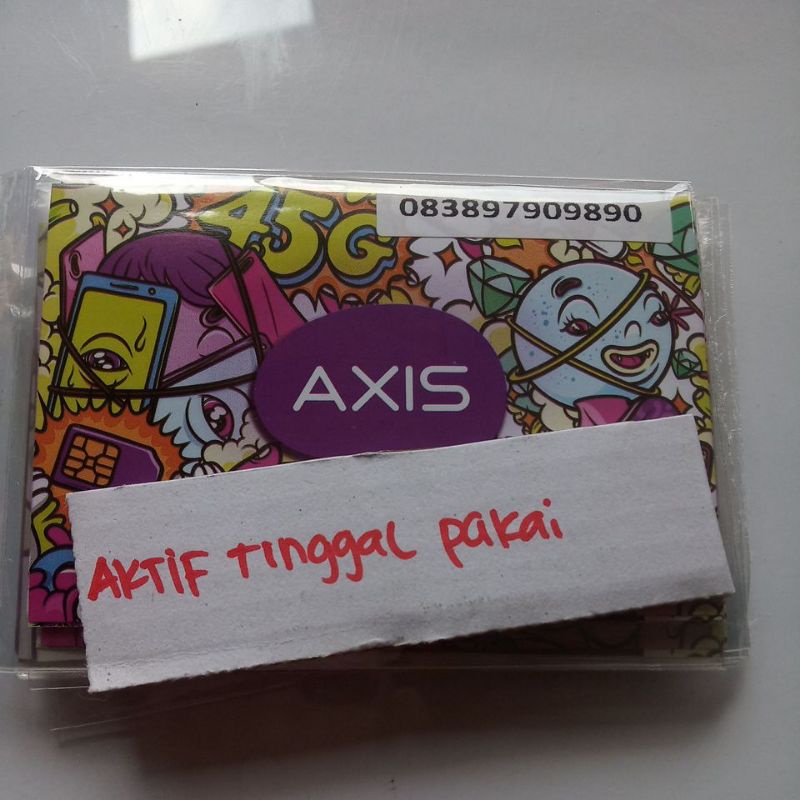 083897909890
4.5G
AXIS
AKTIF TINGGAL PAKAI